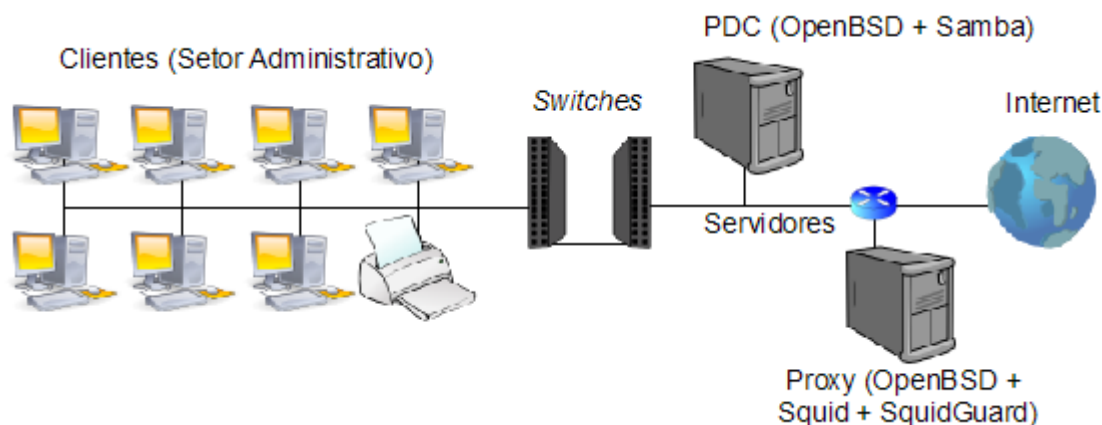 PDC (OpenBSD + Samba)
Clientes (Setor Administrativo)
Switches
Internet
Servidores
Proxy (OpenBSD +
Squid + SquidGuard)